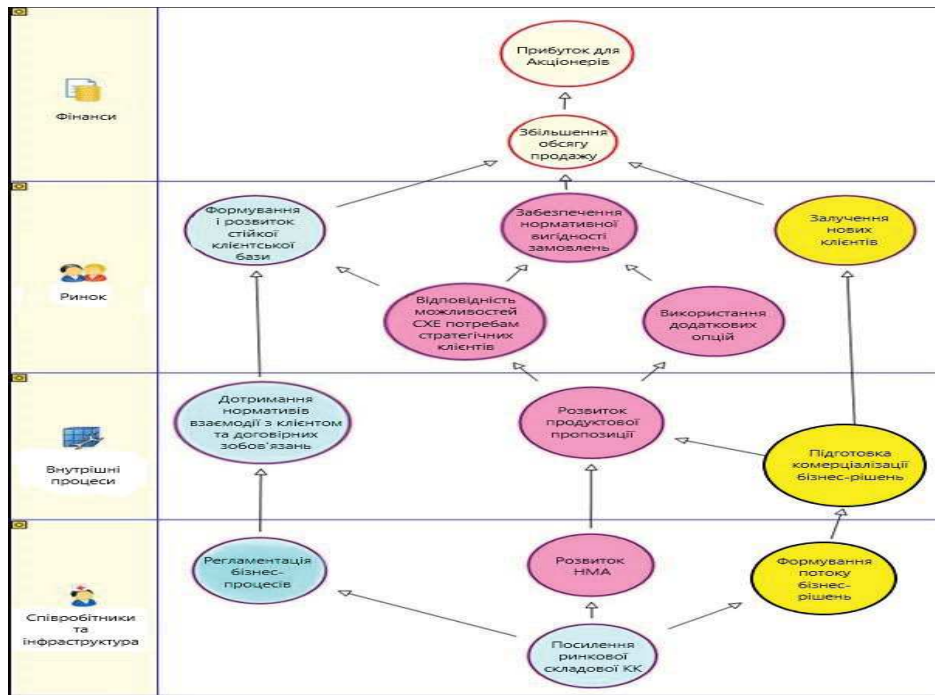 Прибуток для
Акціонерів
Фінанси
Збільшення
обсягу
продажу
Формування
і розвиток
стійкої
клієнтської
бази
Забезпечення
нормативної
вигідності
замовлень
Залучення
нових
клієнтів
Ринок
Відповідність
можливостей
СХЕ потребам
стратегічних
клієнтів
Використання
додаткових
опцій
Дотримання
нормативів
взаємодії з клієнтом
та договірних
зобов'язань
Розвиток
продуктової
пропозиції
Підготовка
комерціалізації
бізнес-рішень
Внутрішні
процеси
Регламентація
бізнес-
процесів
Розвиток
НМА
Формування
потоку
бізнес-
рішень
Співробітники
та
інфраструктура
Посилення
ринкової
складової КК